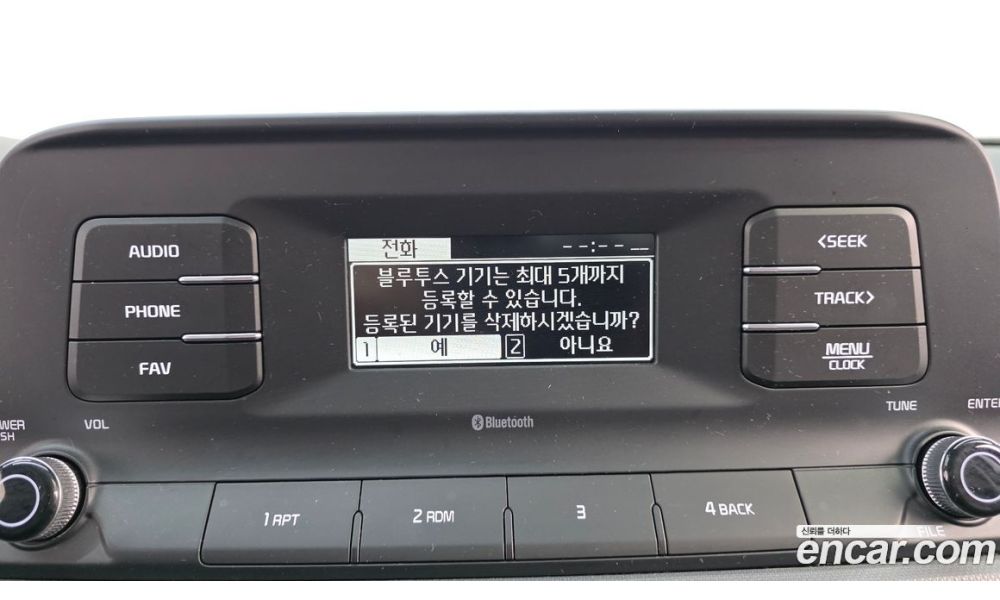 전화
--:-- __
블루투스 기기는 최대 5개까지
등록할 수 있습니다.
등록된 기기를 삭제하시겠습니까?
1 예 2 아니요
AUDIO
PHONE
FAV
<SEEK
TRACK>
MENU
CLOCK
Bluetooth
VOL
TUNE
1 RPT
2 RDM
3
4 BACK
FILE
신뢰를 더하다
encar.com